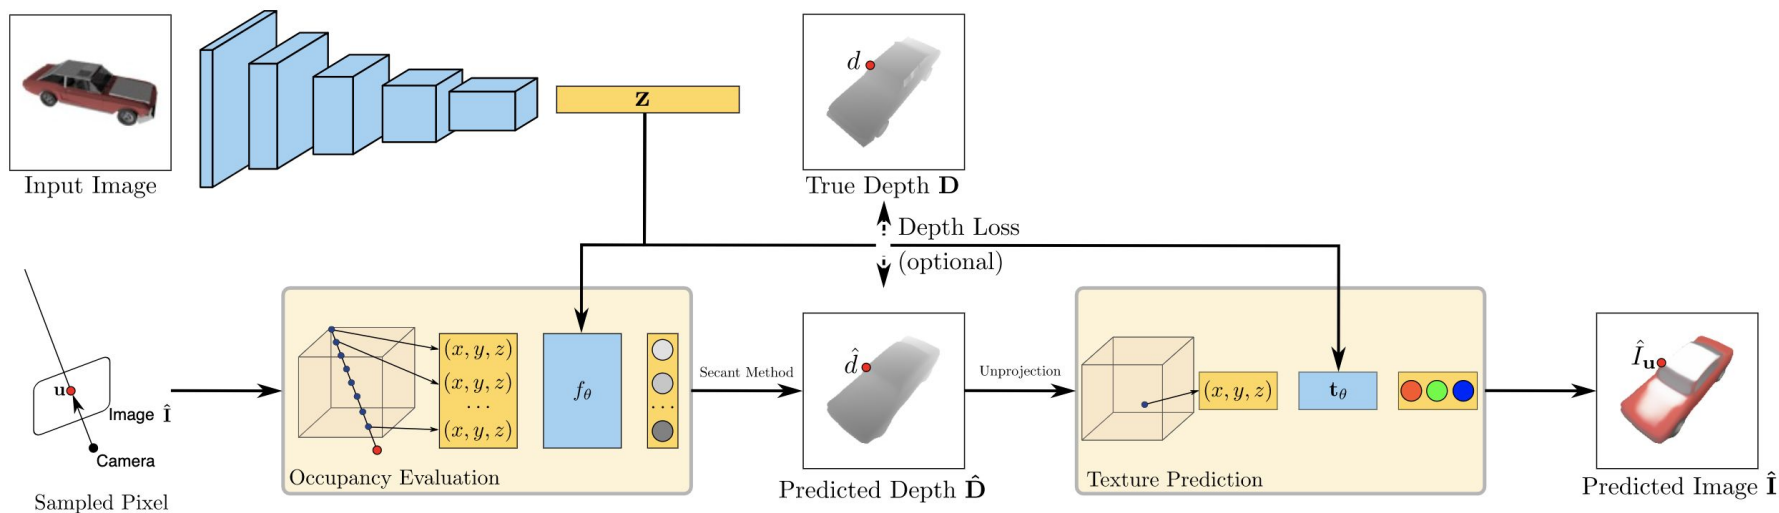 Input Image
z
d
True Depth D
Depth Loss
(optional)
u
Image Î
Camera
Sampled Pixel
(x, y, z)
(x, y, z)
...
(x, y, z)
f_θ
...
Occupancy Evaluation
Secant Method
d̂
Predicted Depth D̂
Unprojection
(x, y, z)
t_θ
Texture Prediction
Î_u
Predicted Image Î